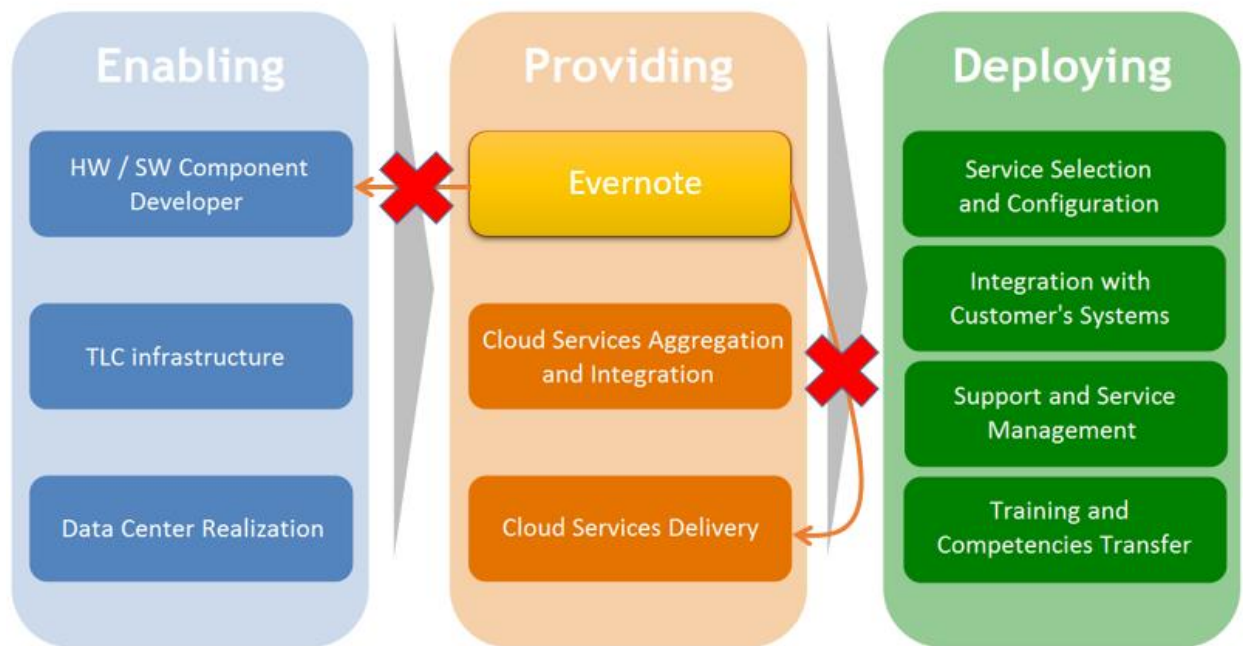 Enabling
HW / SW Component
Developer
TLC infrastructure
Data Center Realization
Providing
Evernote
Cloud Services Aggregation
and Integration
Cloud Services Delivery
Deploying
Service Selection
and Configuration
Integration with
Customer's Systems
Support and Service
Management
Training and
Competencies Transfer